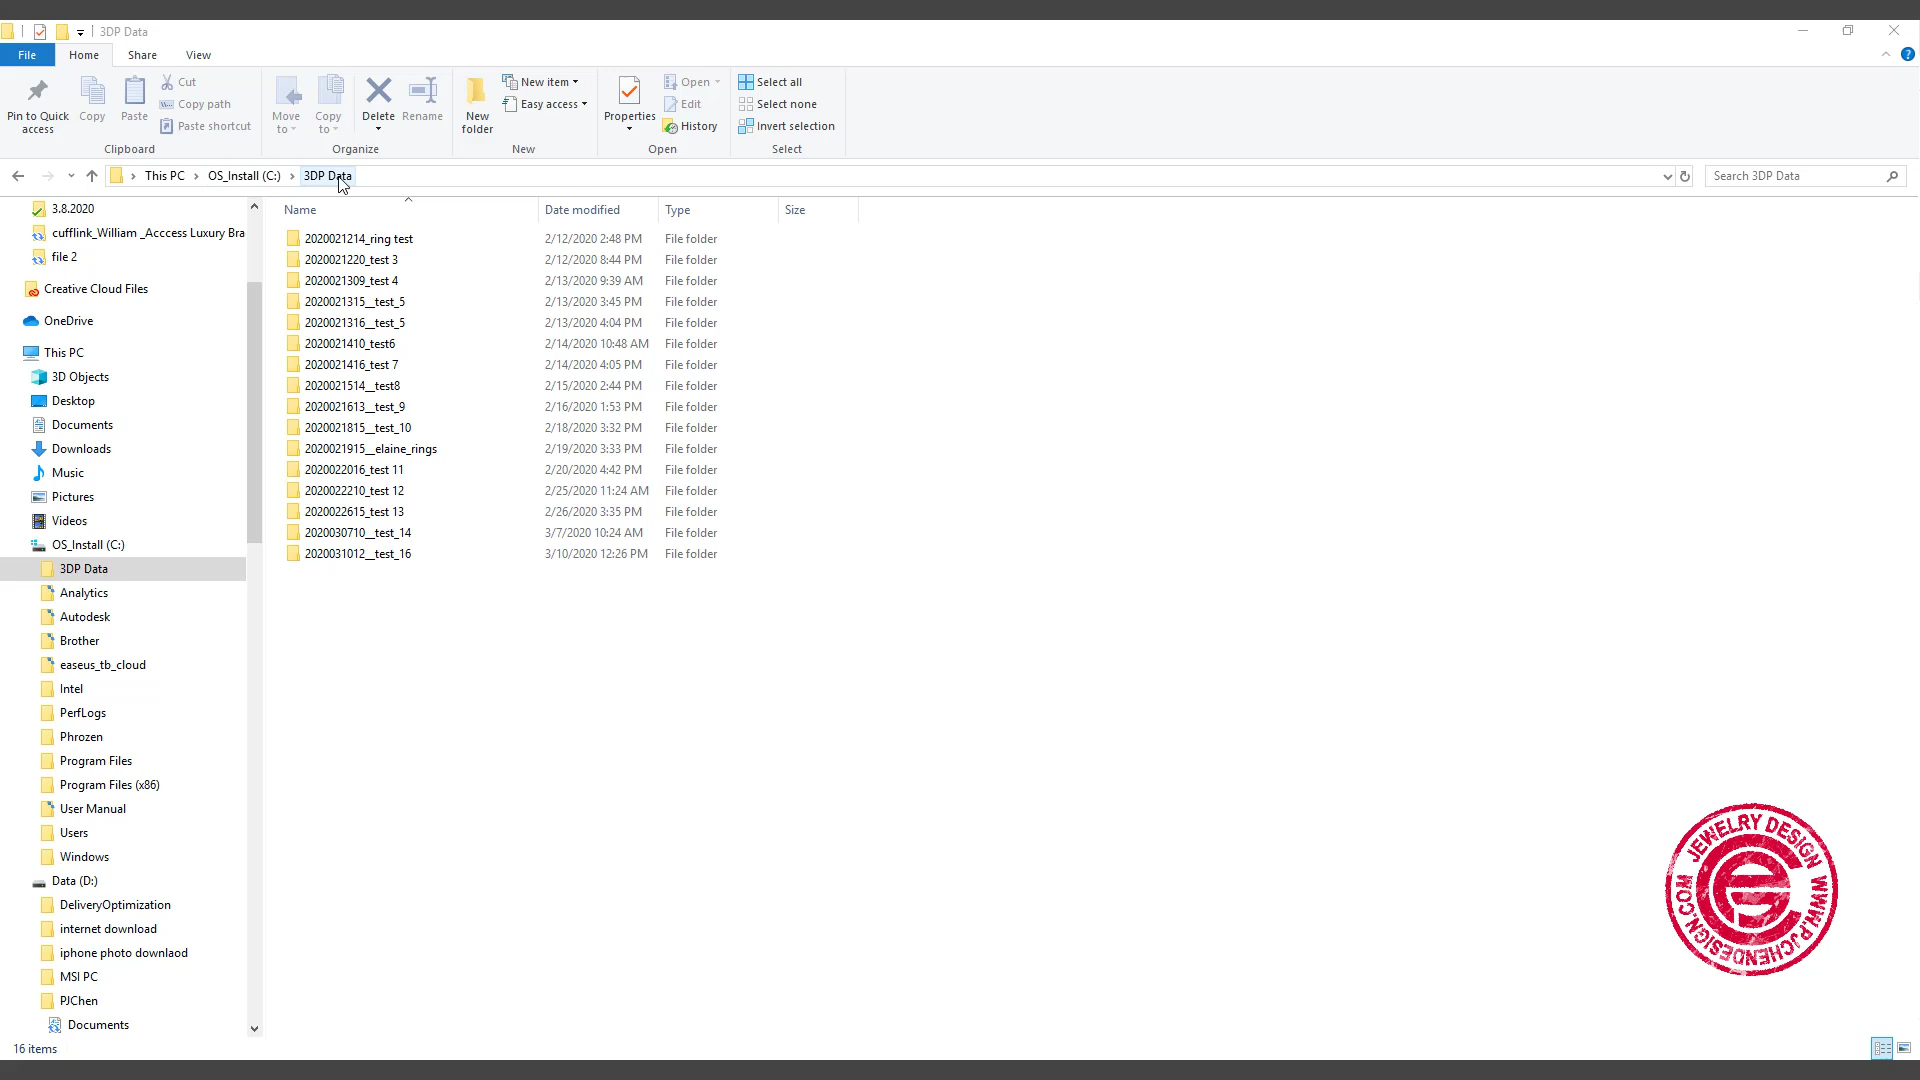 3DP Data
File Home Share View
Pin to Quick access
Copy
Paste
Cut
Copy path
Paste shortcut
Clipboard
Move to
Copy to
Delete
Rename
Organize
New folder
New item
Easy access
New
Properties
Open
Edit
History
Open
Select all
Select none
Invert selection
Select
This PC > OS_Install (C:) > 3DP Data
Search 3DP Data
3.8.2020
cufflink_William _Acccess Luxury Bra
file 2
Creative Cloud Files
OneDrive
This PC
3D Objects
Desktop
Documents
Downloads
Music
Pictures
Videos
OS_Install (C:)
3DP Data
Analytics
Autodesk
Brother
easeus_tb_cloud
Intel
PerfLogs
Phrozen
Program Files
Program Files (x86)
User Manual
Users
Windows
Data (D:)
DeliveryOptimization
internet download
iphone photo downlaod
MSI PC
PJChen
Documents
Name Date modified Type Size
2020021214_ring test 2/12/2020 2:48 PM File folder
2020021220_test 3 2/12/2020 8:44 PM File folder
2020021309_test 4 2/13/2020 9:39 AM File folder
2020021315__test_5 2/13/2020 3:45 PM File folder
2020021316__test_5 2/13/2020 4:04 PM File folder
2020021410_test6 2/14/2020 10:48 AM File folder
2020021416_test 7 2/14/2020 4:05 PM File folder
2020021514__test8 2/15/2020 2:44 PM File folder
2020021613__test_9 2/16/2020 1:53 PM File folder
2020021815__test_10 2/18/2020 3:32 PM File folder
2020021915__elaine_rings 2/19/2020 3:33 PM File folder
2020022016_test 11 2/20/2020 4:42 PM File folder
2020022210_test 12 2/25/2020 11:24 AM File folder
2020022615_test 13 2/26/2020 3:35 PM File folder
2020030710__test_14 3/7/2020 10:24 AM File folder
2020031012__test_16 3/10/2020 12:26 PM File folder
JEWELRY DESIGN
WWW.PJCHENDESIGN.COM
16 items